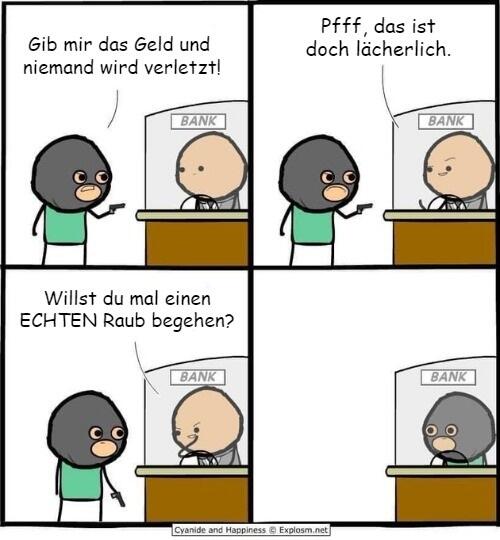 Gib mir das Geld und
niemand wird verletzt!
BANK
Pfff, das ist
doch lächerlich.
BANK
Willst du mal einen
ECHTEN Raub begehen?
BANK
BANK
Cyanide and Happiness © Explosm.net